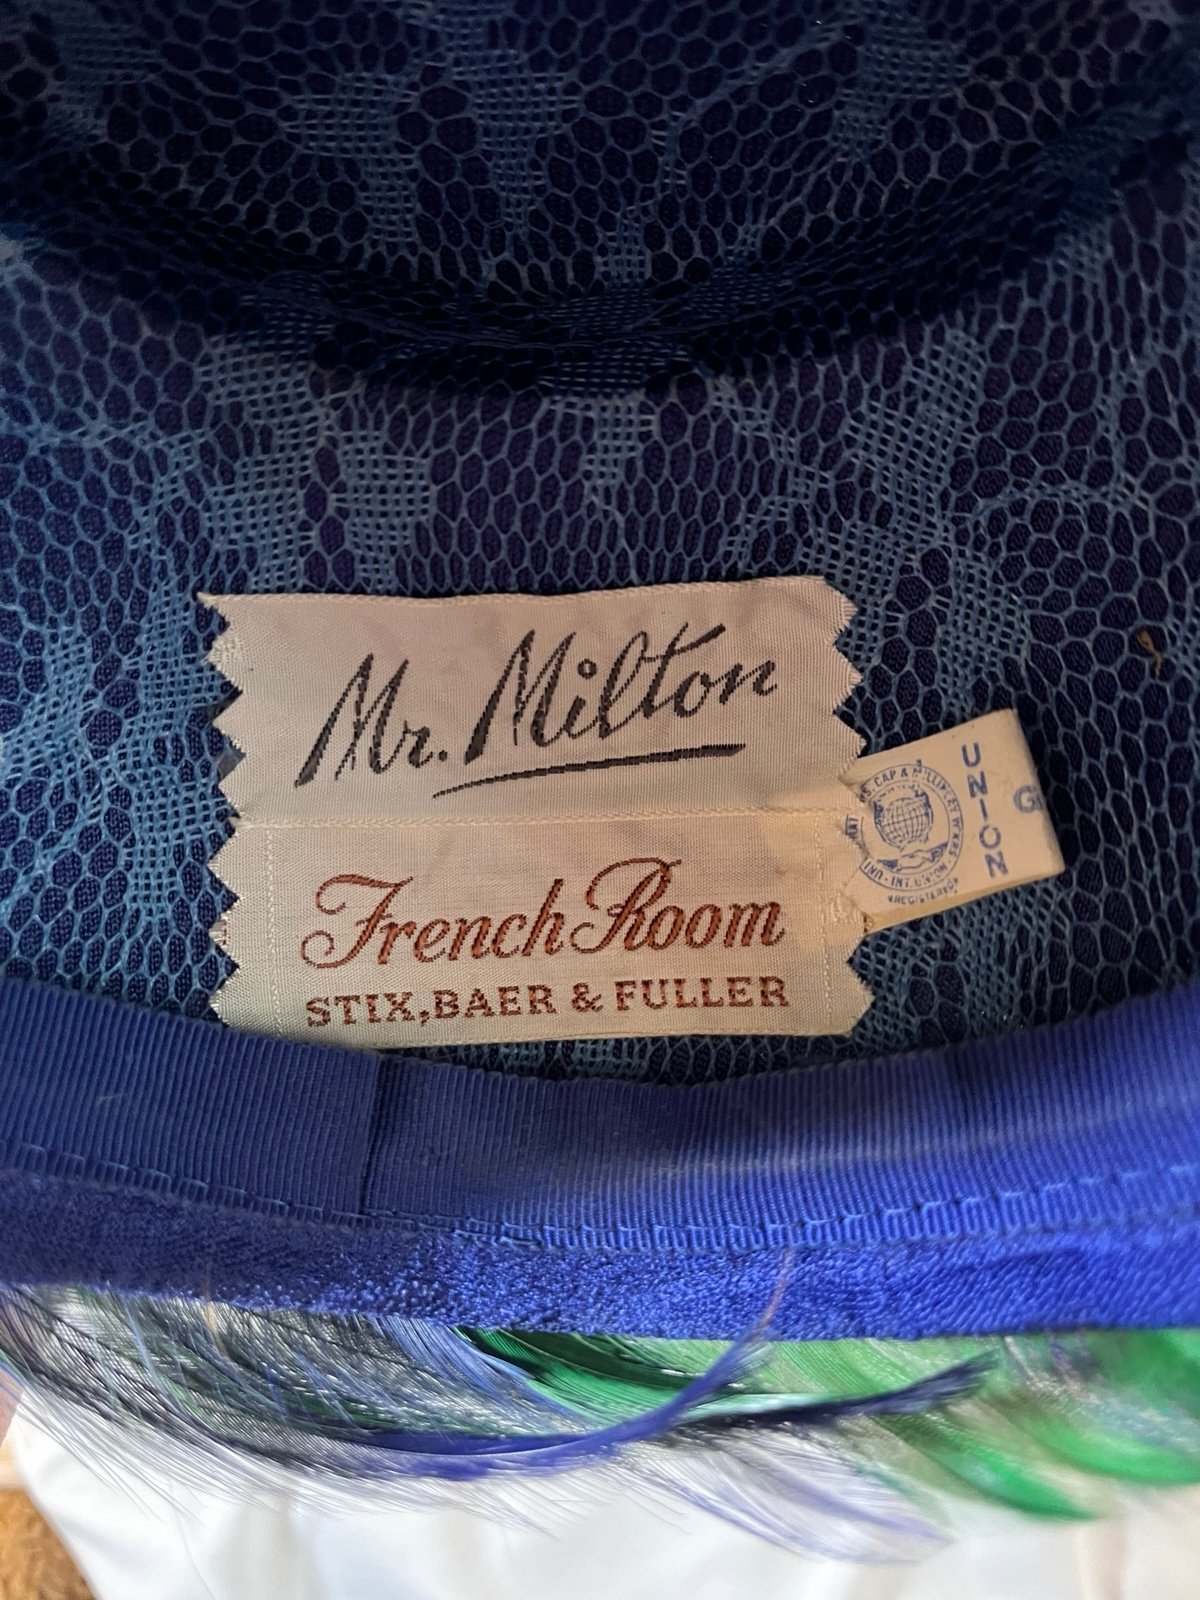 Mr. Milton
French Room
STIX, BAER & FULLER
UNION
G